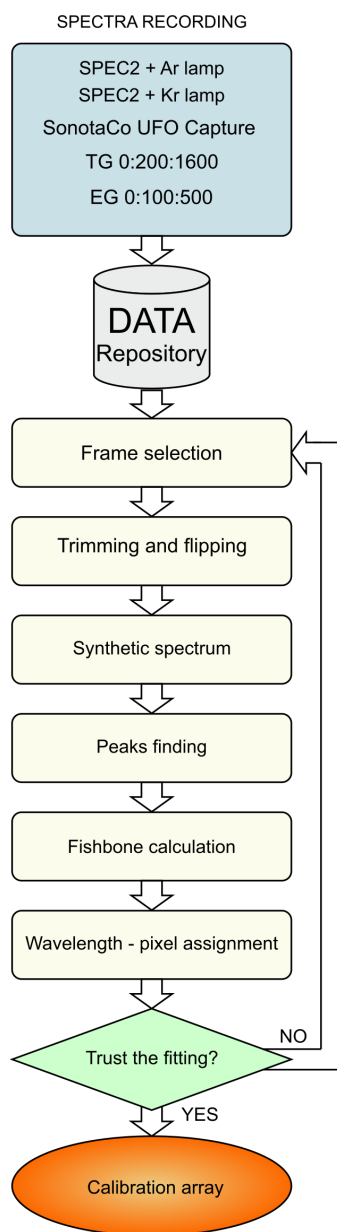 SPECTRA RECORDING
SPEC2 + Ar lamp
SPEC2 + Kr lamp
SonotaCo UFO Capture
TG 0:200:1600
EG 0:100:500
DATA
Repository
Frame selection
Trimming and flipping
Synthetic spectrum
Peaks finding
Fishbone calculation
Wavelength - pixel assignment
Trust the fitting?
NO
YES
Calibration array